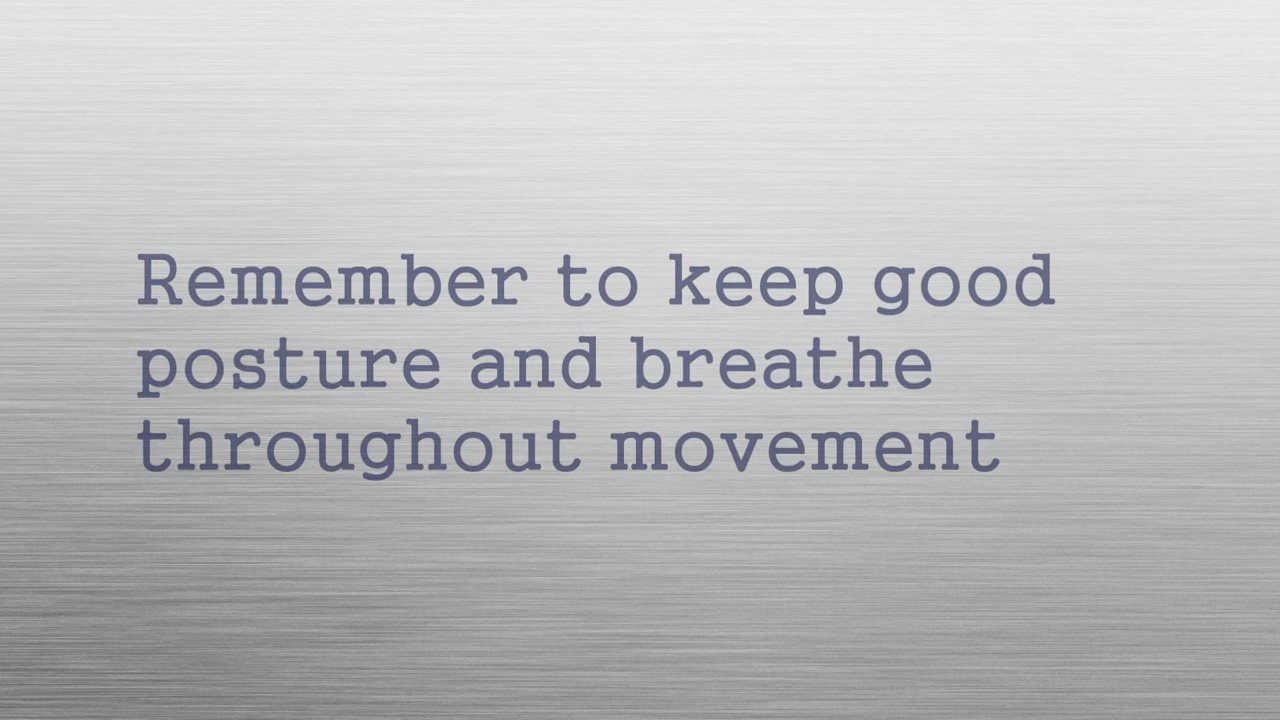 Remember to keep good
posture and breathe
throughout movement